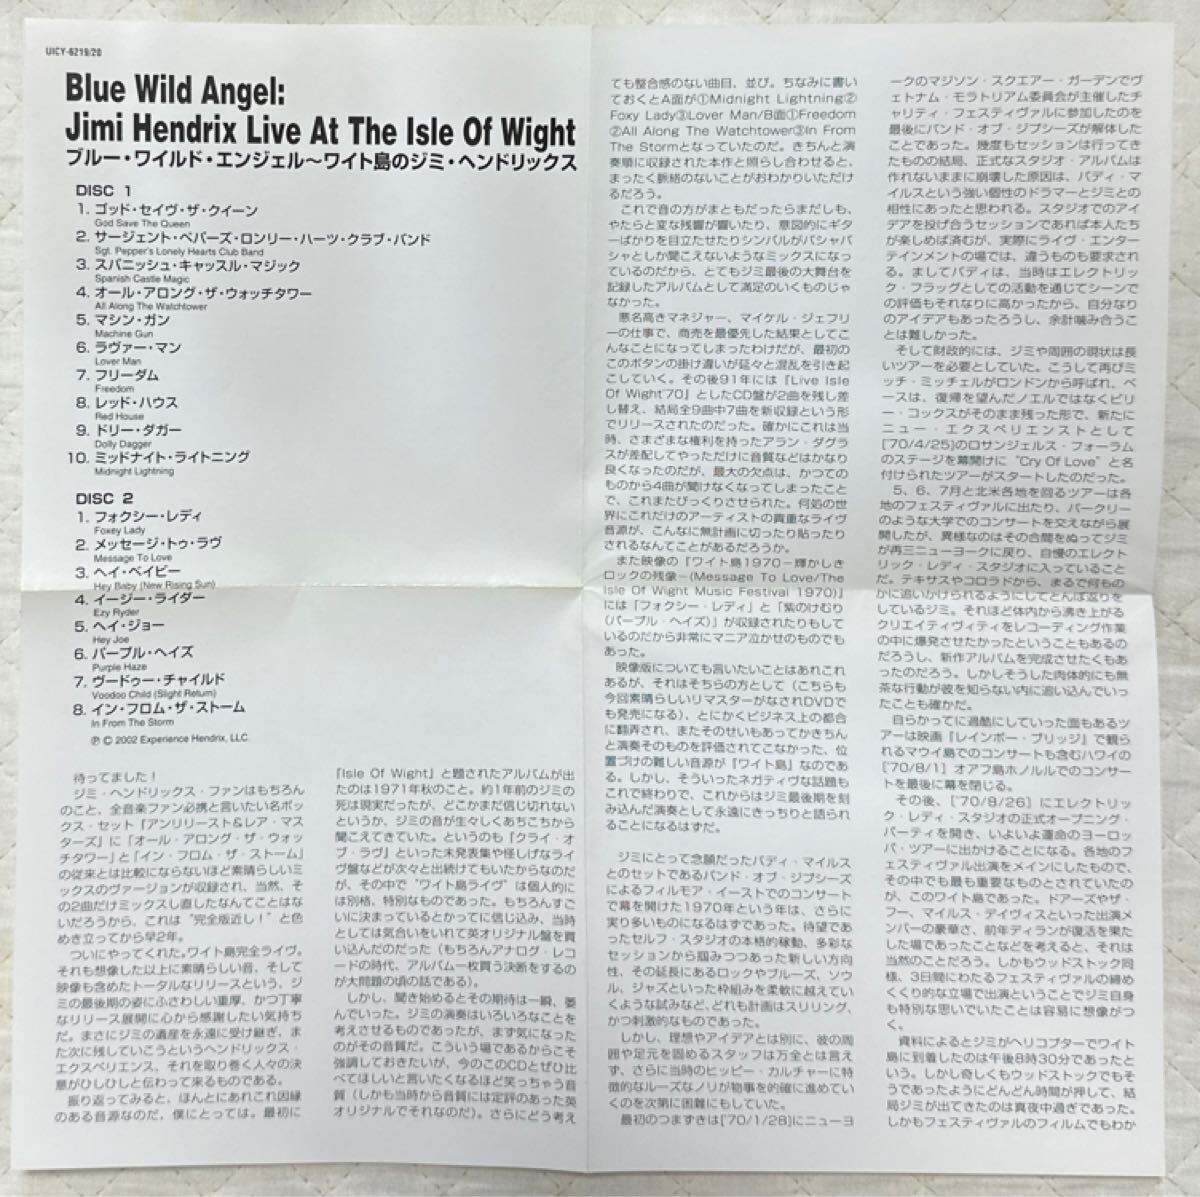 UICY-6219/20
Blue Wild Angel:
Jimi Hendrix Live At The Isle Of Wight
ブルー・ワイルド・エンジェル〜ワイト島のジミ・ヘンドリックス
DISC 1
1. ゴッド・セイヴ・ザ・クイーン
God Save The Queen
2. サージェント・ペパーズ・ロンリー・ハーツ・クラブ・バンド
Sgt. Pepper's Lonely Hearts Club Band
3. スパニッシュ・キャッスル・マジック
Spanish Castle Magic
4. オール・アロング・ザ・ウォッチタワー
All Along The Watchtower
5. マシン・ガン
Machine Gun
6. ラヴァー・マン
Lover Man
7. フリーダム
Freedom
8. レッド・ハウス
Red House
9. ドリー・ダガー
Dolly Dagger
10. ミッドナイト・ライトニング
Midnight Lightning
DISC 2
1. フォクシー・レディ
Foxey Lady
2. メッセージ・トゥ・ラヴ
Message To Love
3. ヘイ・ベイビー
Hey Baby (New Rising Sun)
4. イージー・ライダー
Ezy Ryder
5. ヘイ・ジョー
Hey Joe
6. パープル・ヘイズ
Purple Haze
7. ヴードゥー・チャイルド
Voodoo Child (Slight Return)
8. イン・フロム・ザ・ストーム
In From The Storm
℗ © 2002 Experience Hendrix, LLC.
待ってました！
ジミ・ヘンドリックス・ファンはもちろん
のこと、全音楽ファン必携と言いたい名ボッ
クス・セット『アンリリースト&レア・マス
ターズ』に「オール・アロング・ザ・ウォッ
チタワー」と「イン・フロム・ザ・ストーム」
の従来とは比較にならないほど素晴らしいミ
ックスのヴァージョンが収録され、当然、そ
の2曲だけミックスし直したなんてことはな
いだろうから、これは“完全版近し！”と色
めき立ってから早2年。
ついにやってくれた。ワイト島完全ライヴ。
それも想像した以上に素晴らしい音、そして
映像も含めたトータルなリリースという、ジ
ミの最後期の姿にふさわしい重厚、かつ丁寧
なリリース展開に心から感謝したい気持ち
だ。まさにジミの遺産を永遠に受け継ぎ、ま
た次に残していこうというヘンドリックス・
エクスペリエンス、それを取り巻く人々の決
意がひしひしと伝わって来るものである。
振り返ってみると、ほんとにあれこれ因縁
のある音源なのだ、僕にとっては。最初に
『Isle Of Wight』と題されたアルバムが出
たのは1971年秋のこと。約1年前のジミの
死は現実だったが、どこかまだ信じ切れない
というか、ジミの音が生々しくあちこちから
聞こえてきていた。というのも『クライ・オ
ブ・ラヴ』といった未発表集や怪しげなライ
ヴ盤などが次々と出続けてもいたからなのだ
が、その中で“ワイト島ライヴ”は個人的に
は別格、特別なものであった。もちろんすご
いに決まっているとかってに信じ込み、当時
としては気合いをいれて英オリジナル盤を買
い込んだのだった（もちろんアナログ・レコ
ードの時代、アルバム一枚買う決断をするの
が大問題の頃の話である）。
しかし、聞き始めるとその期待は一瞬、萎
んでいった。ジミの演奏はいろいろなことを
考えさせるものであったが、まず気になった
のがその音質だ。こういう場であるからこそ
強調しておきたいが、今のこのCDとぜひ比
べてほしいと言いたくなるほど笑っちゃう音
質（しかも当時から音質には定評のあった英
オリジナルでそれなのだ）。さらにどう考え
ても整合感のない曲目、並び。ちなみに書い
ておくとA面が①Midnight Lightning②
Foxy Lady③Lover Man/B面①Freedom
②All Along The Watchtower③In From
The Stormとなっていたのだ。きちんと演
奏順に収録された本作と照らし合わせると、
まったく脈絡のないことがおわかりいただけ
るだろう。
これで音の方がまともだったらまだしも、
やたらと変な残響が響いたり、意図的にギタ
ーばかりを目立たせたりシンバルがバシャバ
シャとしか聞こえないようなミックスになっ
ているのだから、とてもジミ最後の大舞台を
記録したアルバムとして満足のいくものじゃ
なかった。
悪名高きマネジャー、マイケル・ジェフリ
ーの仕事で、商売を最優先した結果としてこ
んなことになってしまったわけだが、最初の
このボタンの掛け違いが延々と混乱を引き起
こしていく。その後91年には『Live Isle
Of Wight'70』としたCD盤が2曲を残し差
し替え、結局全9曲中7曲を新収録という形
でリリースされたのだった。確かにこれは当
時、さまざまな権利を持ったアラン・ダグラ
スが差配してやっただけに音質などはかなり
良くなったのだが、最大の欠点は、かつての
ものから4曲が聞けなくなってしまったこと
で、これまたびっくりさせられた。何処の世
界にこれだけのアーティストの貴重なライヴ
音源が、こんなに無計画に切ったり貼ったり
されるなんてことがあるだろうか。
また映像の『ワイト島1970−輝かしき
ロックの残像−(Message To Love/The
Isle Of Wight Music Festival 1970)』
には「フォクシー・レディ」と「紫のけむり
（パープル・ヘイズ）」が収録されたりもして
いるのだから非常にマニア泣かせのものでも
あった。
映像版についても言いたいことはあれこれ
あるが、それはそちらの方として（こちらも
今回素晴らしいリマスターがなされDVDで
も発売になる）、とにかくビジネス上の都合
に翻弄され、またそのせいもあってかきちん
と演奏そのものを評価されてこなかった、位
置づけの難しい音源が『ワイト島』なのであ
る。しかし、そういったネガティヴな話題も
これで終わりで、これからはジミ最後期を刻
み込んだ演奏として永遠にきっちりと語られ
ることになるはずだ。
ジミにとって念願だったバディ・マイルス
とのセットであるバンド・オブ・ジプシーズ
によるフィルモア・イーストでのコンサート
で幕を開けた1970年という年は、さらに
実り多いものになるはずであった。待望であ
ったセルフ・スタジオの本格的稼動、多彩な
セッションから掴みつつあった新しい方向
性、その延長にあるロックやブルーズ、ソウ
ル、ジャズといった枠組みを柔軟に越えてい
くような試みなど、どれも計画はスリリング、
かつ刺激的なものであった。
しかし、理想やアイデアとは別に、彼の周
囲や足元を固めるスタッフは万全とは言え
ず、さらに当時のヒッピー・カルチャーに特
徴的なルーズなノリが物事を的確に進めてい
くのを次第に困難にもしていた。
最初のつまずきは['70/1/28]にニューヨ
ークのマジソン・スクエアー・ガーデンでヴ
ェトナム・モラトリアム委員会が主催したチ
ャリティ・フェスティヴァルに参加したのを
最後にバンド・オブ・ジプシーズが解体した
ことであった。幾度もセッションは行ってき
たものの結局、正式なスタジオ・アルバムは
作れないままに崩壊した原因は、バディ・マ
イルスという強い個性のドラマーとジミとの
相性にあったと思われる。スタジオでのアイ
デアを投げ合うセッションであれば本人たち
が楽しめば済むが、実際にライヴ・エンター
テインメントの場では、違うものも要求され
る。ましてバディは、当時はエレクトリッ
ク・フラッグとしての活動を通じてシーンで
の評価もそれなりに高かったから、自分なり
のアイデアもあったろうし、余計噛み合うこ
とは難しかった。
そして財政的には、ジミや周囲の現状は長
いツアーを必要としていた。こうして再びミ
ッチ・ミッチェルがロンドンから呼ばれ、ベ
ースは、復帰を望んだノエルではなくビリ
ー・コックスがそのまま残った形で、新たに
ニュー・エクスペリエンストとして
['70/4/25]のロサンジェルス・フォーラム
のステージを幕開けに“Cry Of Love”と名
付けられたツアーがスタートしたのだった。
5、6、7月と北米各地を回るツアーは各
地のフェスティヴァルに出たり、バークリー
のような大学でのコンサートを交えながら展
開したが、異様なのはその合間をぬってジミ
が再三ニューヨークに戻り、自慢のエレクト
リック・レディ・スタジオに入っていること
だ。テキサスやコロラドから、まるで何もの
かに追いかけられるようにしてとんぼ返りを
しているジミ。それほど体内から沸き上がる
クリエイティヴィティをレコーディング作業
の中に爆発させたかったということもあるの
だろうし、新作アルバムを完成させたくもあ
ったのだろう。しかしそうした肉体的にも無
茶な行動が彼を知らない内に追い込んでいっ
たことも確かだ。
自らかってに過酷にしていった面もあるツ
アーは映画『レインボー・ブリッジ』で観ら
れるマウイ島でのコンサートも含むハワイの
['70/8/1]オアフ島ホノルルでのコンサー
トを最後に幕を閉じる。
その後、['70/8/26]にエレクトリッ
ク・レディ・スタジオの正式オープニング・
パーティを開き、いよいよ運命のヨーロッ
パ・ツアーに出かけることになる。各地のフ
ェスティヴァル出演をメインにしたもので、
その中でも最も重要なものとされていたの
が、このワイト島であった。ドアーズやザ・
フー、マイルス・デイヴィスといった出演メ
ンバーの豪華さ、前年ディランが復活を果た
した場であったことなどを考えると、それは
当然のことだろう。しかもウッドストック同
様、3日間にわたるフェスティヴァルの締め
くくり的な立場で出演ということでジミ自身
も特別な思いでいたことは容易に想像がつ
く。
資料によるとジミがヘリコプターでワイト
島に到着したのは午後8時30分であったと
いう。しかし奇しくもウッドストックでもそ
うであったようにどんどん時間が押して、結
局ジミが出てきたのは真夜中過ぎであった。
しかもフェスティヴァルのフィルムでもわか